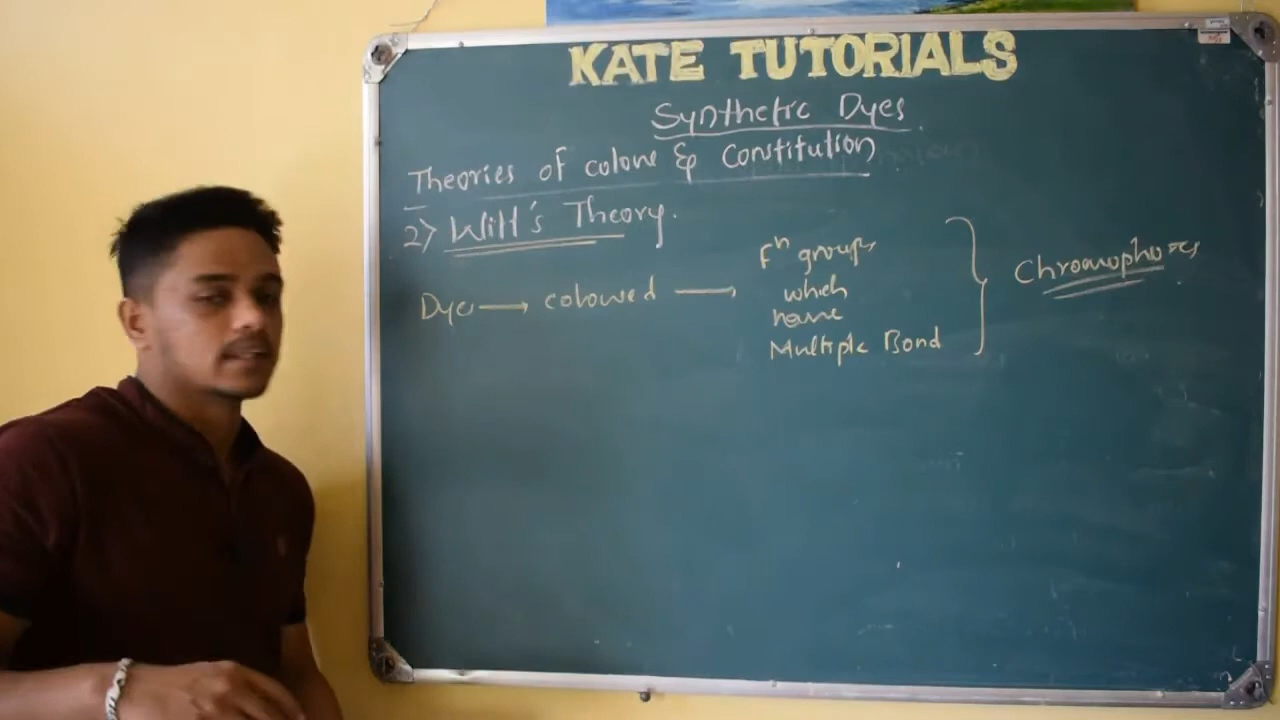 KATE TUTORIALS
Synthetic Dyes
Theories of colour & Constitution
2) Witt's Theory.
Dyes → coloured →
Fⁿ groups
which
have
Multiple Bond
} Chromophores